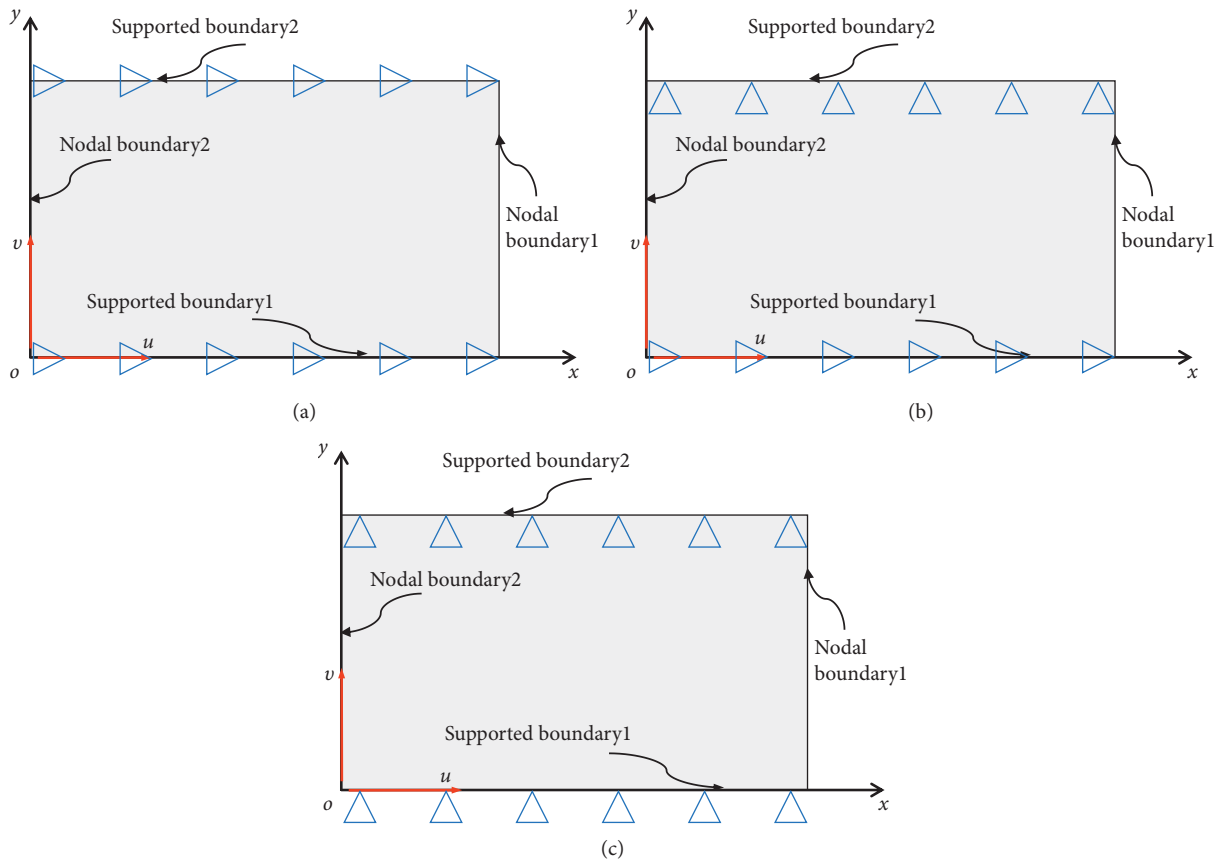 y
Supported boundary2
Nodal boundary2
Nodal
boundary1
υ
Supported boundary1
u
o
x
(a)
y
Supported boundary2
Nodal boundary2
Nodal
boundary1
υ
Supported boundary1
u
o
x
(b)
y
Supported boundary2
Nodal boundary2
Nodal
boundary1
υ
Supported boundary1
u
o
x
(c)